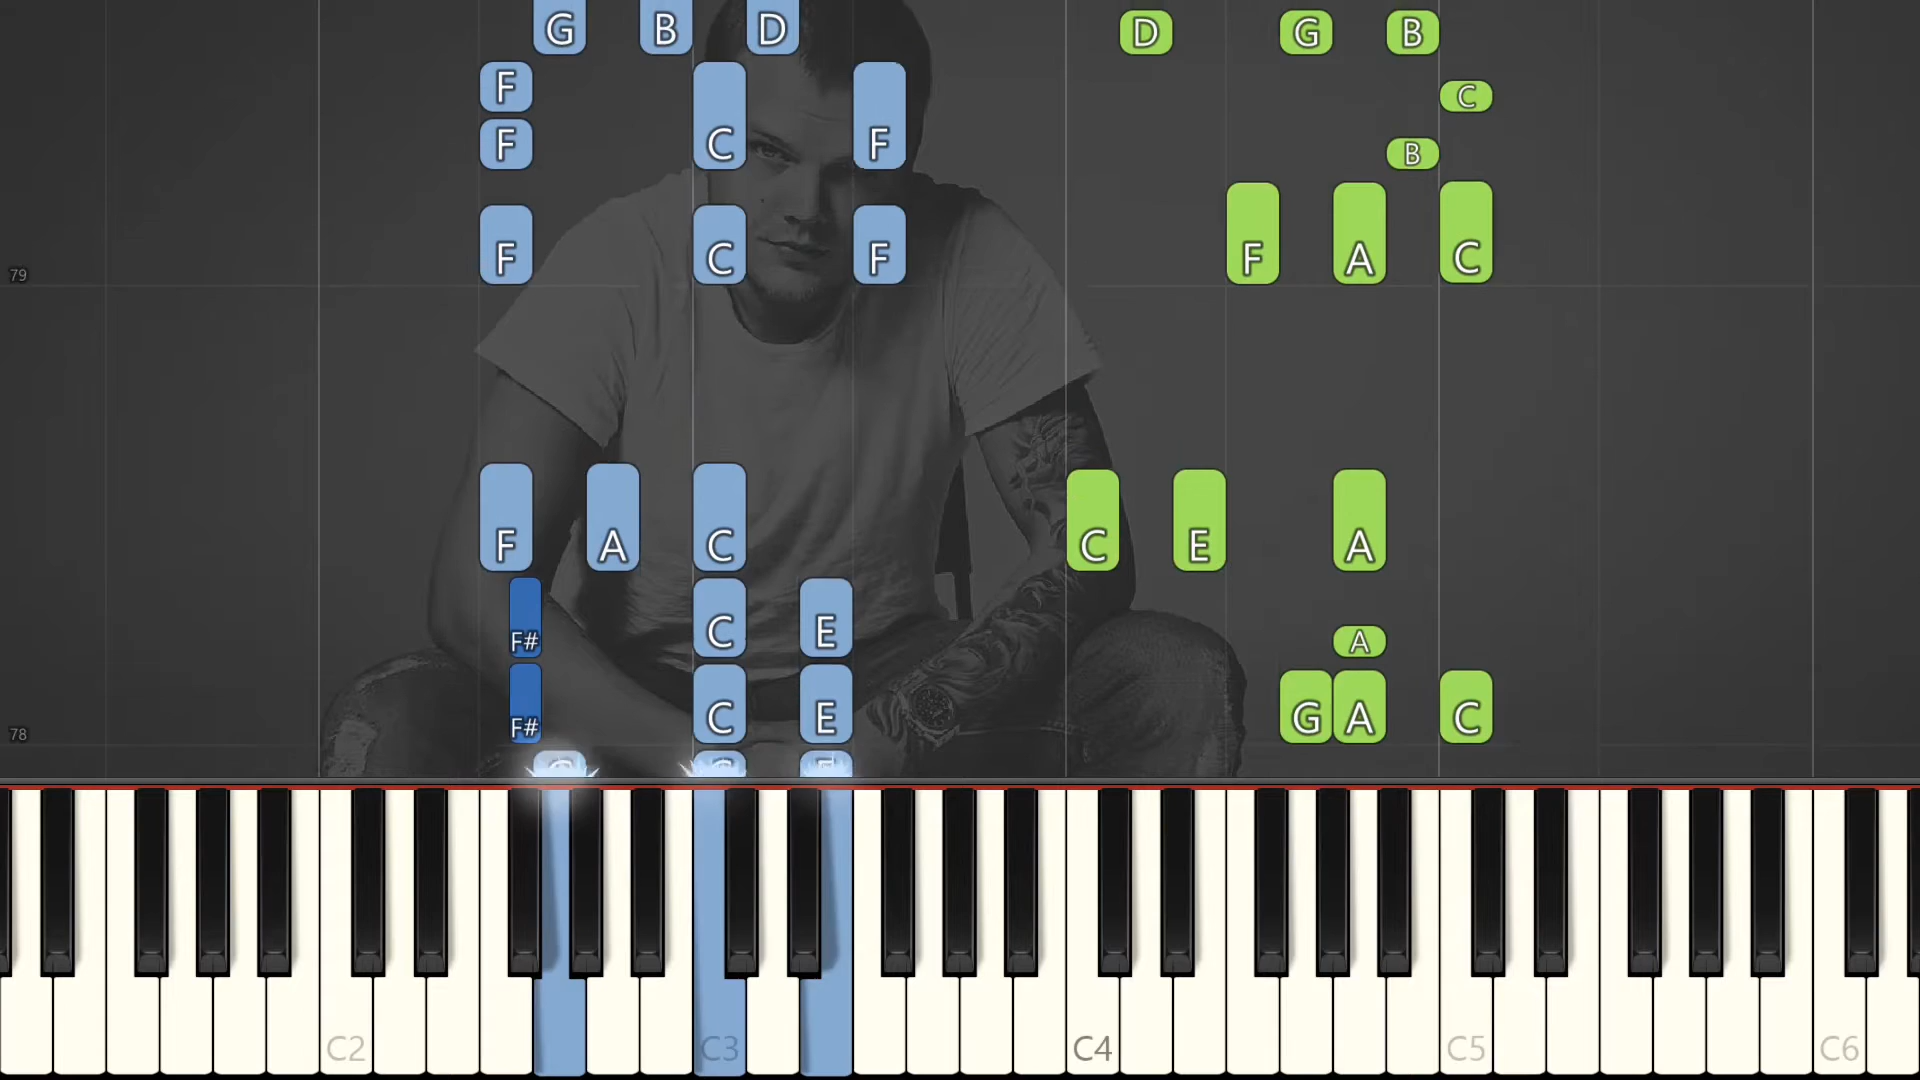 G B D D G B
F C
F C F B
F C F F A C
79
F A C C E A
F# C E A
F# C E G A C
78
G C E
C2 C3 C4 C5 C6